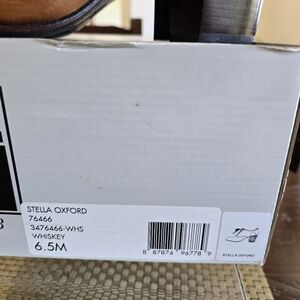 STELLA OXFORD
76466
3476466-WHS
WHISKEY
6.5M
8 87874 96778 9
STELLA OXFORD